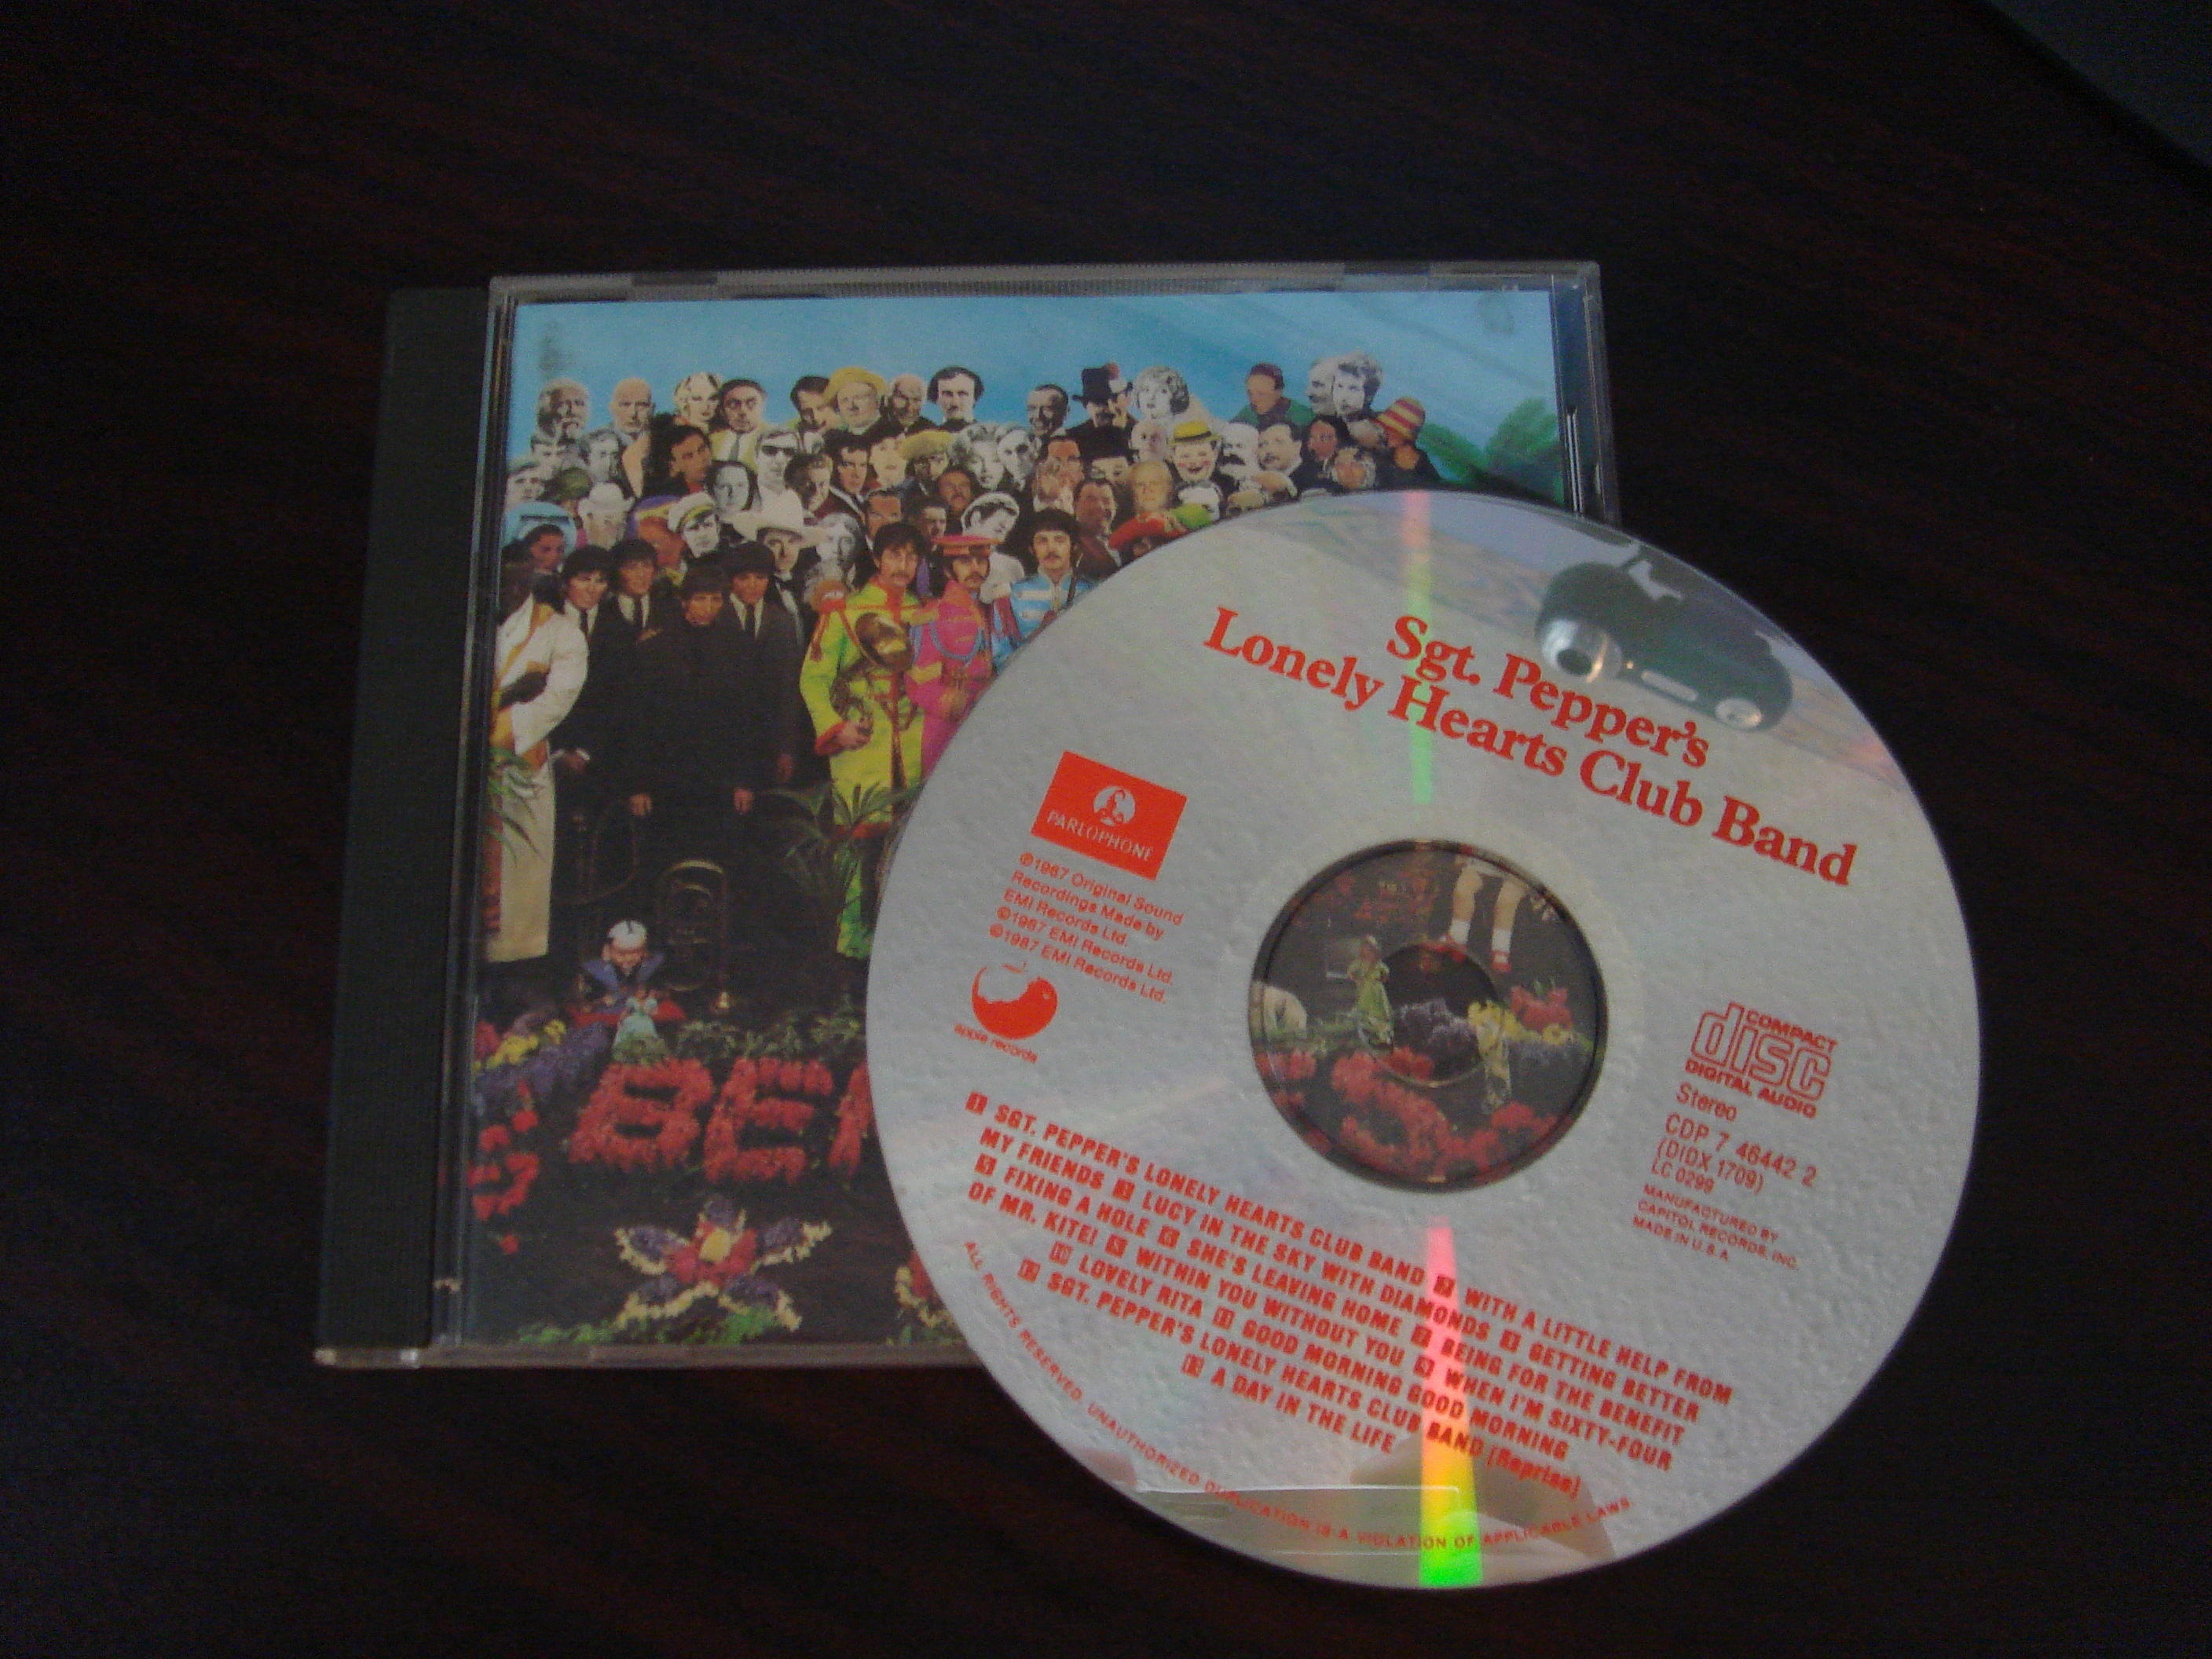 Sgt. Pepper's
Lonely Hearts Club Band
PARLOPHONE
℗1967 Original Sound
Recordings Made by
EMI Records Ltd.
©1967 EMI Records Ltd.
©1987 EMI Records Ltd.
apple records
COMPACT
disc
DIGITAL AUDIO
Stereo
CDP 7 46442 2
(DIDX 1709)
LC 0299
MANUFACTURED BY
CAPITOL RECORDS, INC.
MADE IN U.S.A.
1 SGT. PEPPER'S LONELY HEARTS CLUB BAND 2 WITH A LITTLE HELP FROM
MY FRIENDS 3 LUCY IN THE SKY WITH DIAMONDS 4 GETTING BETTER
5 FIXING A HOLE 6 SHE'S LEAVING HOME 7 BEING FOR THE BENEFIT
OF MR. KITE! 8 WITHIN YOU WITHOUT YOU 9 WHEN I'M SIXTY-FOUR
10 LOVELY RITA 11 GOOD MORNING GOOD MORNING
12 SGT. PEPPER'S LONELY HEARTS CLUB BAND [Reprise]
13 A DAY IN THE LIFE
ALL RIGHTS RESERVED. UNAUTHORIZED DUPLICATION IS A VIOLATION OF APPLICABLE LAWS.
BE